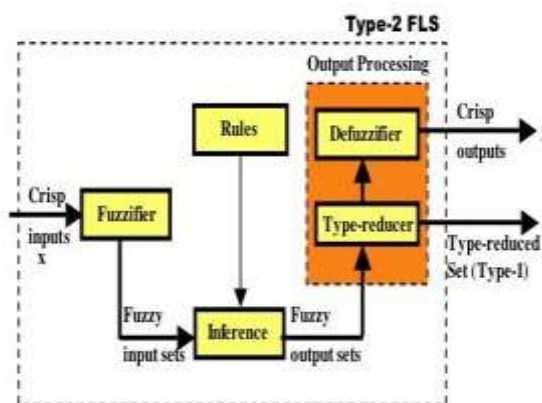 Type-2 FLS
Output Processing
Crisp
outputs
Defuzzifier
Rules
Crisp
inputs
x
Fuzzifier
Type-reducer
Type-reduced
Set (Type-1)
Fuzzy
input sets
Inference
Fuzzy
output sets